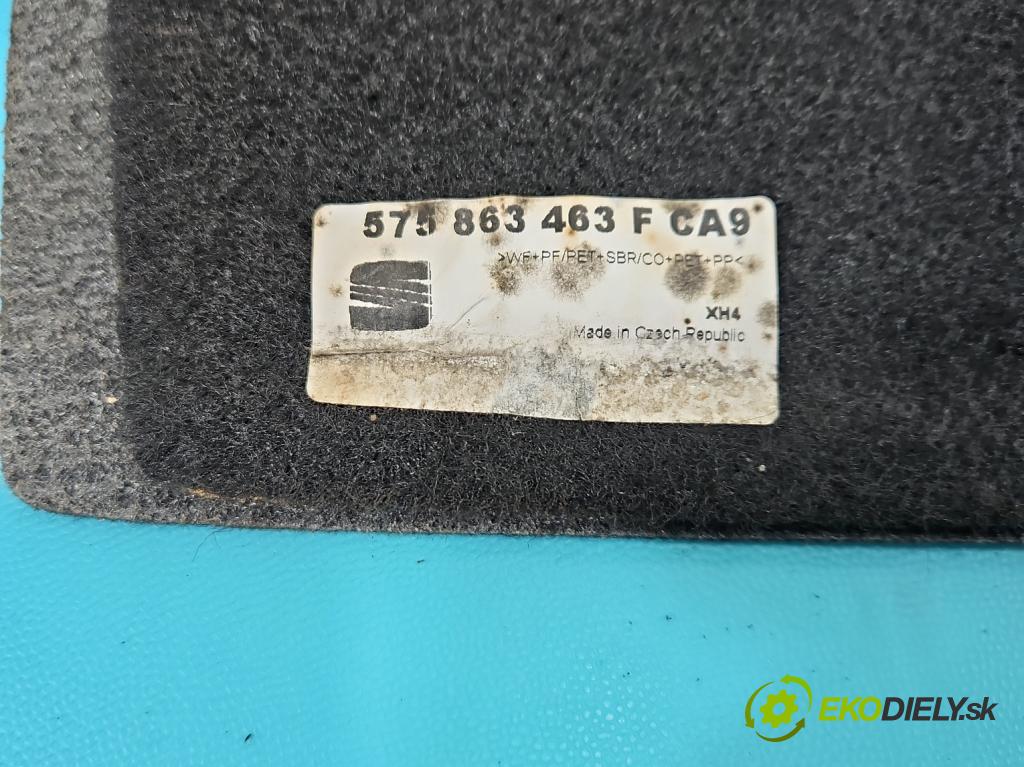 575 863 463 F CA9
>WF+PF/PET+SBR/CO+PET+PP<
XH4
Made in Czech Republic
EKODIELY.sk